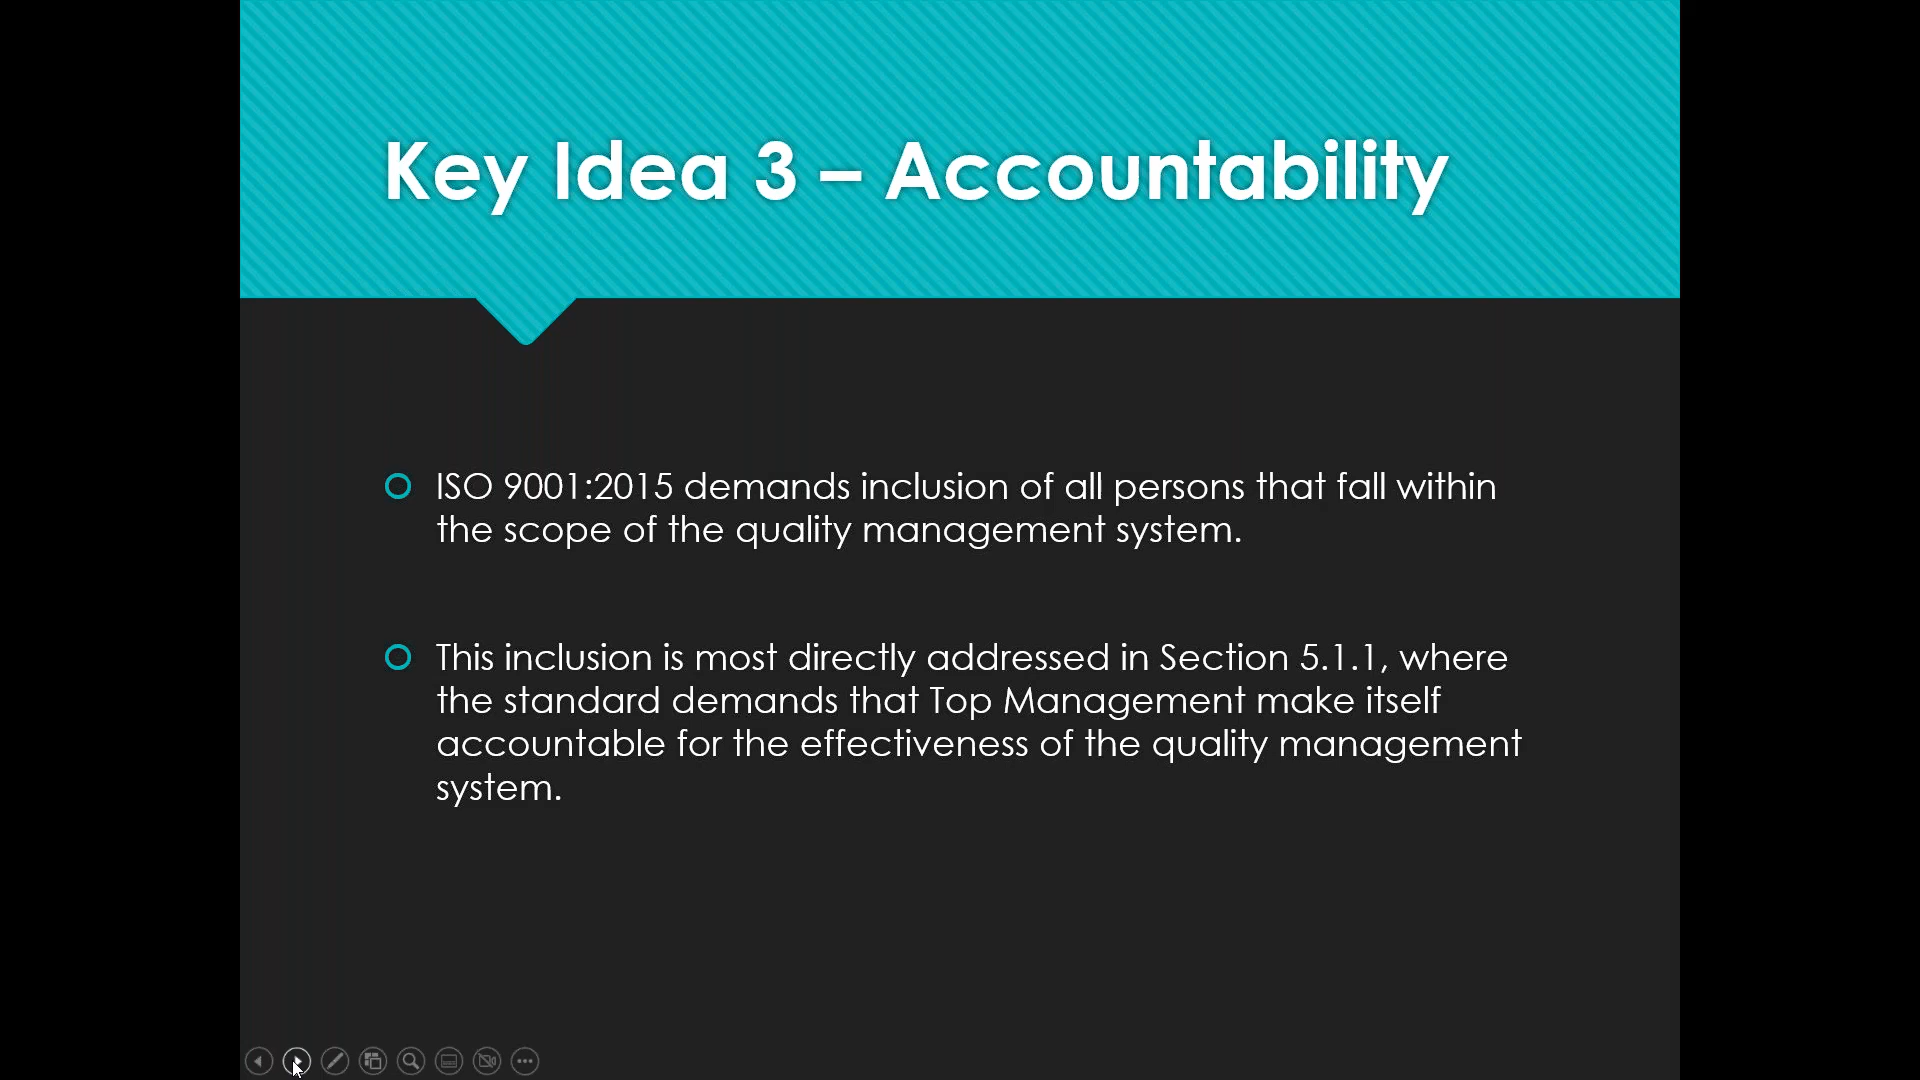 Key Idea 3 – Accountability
ISO 9001:2015 demands inclusion of all persons that fall within
the scope of the quality management system.
This inclusion is most directly addressed in Section 5.1.1, where
the standard demands that Top Management make itself
accountable for the effectiveness of the quality management
system.